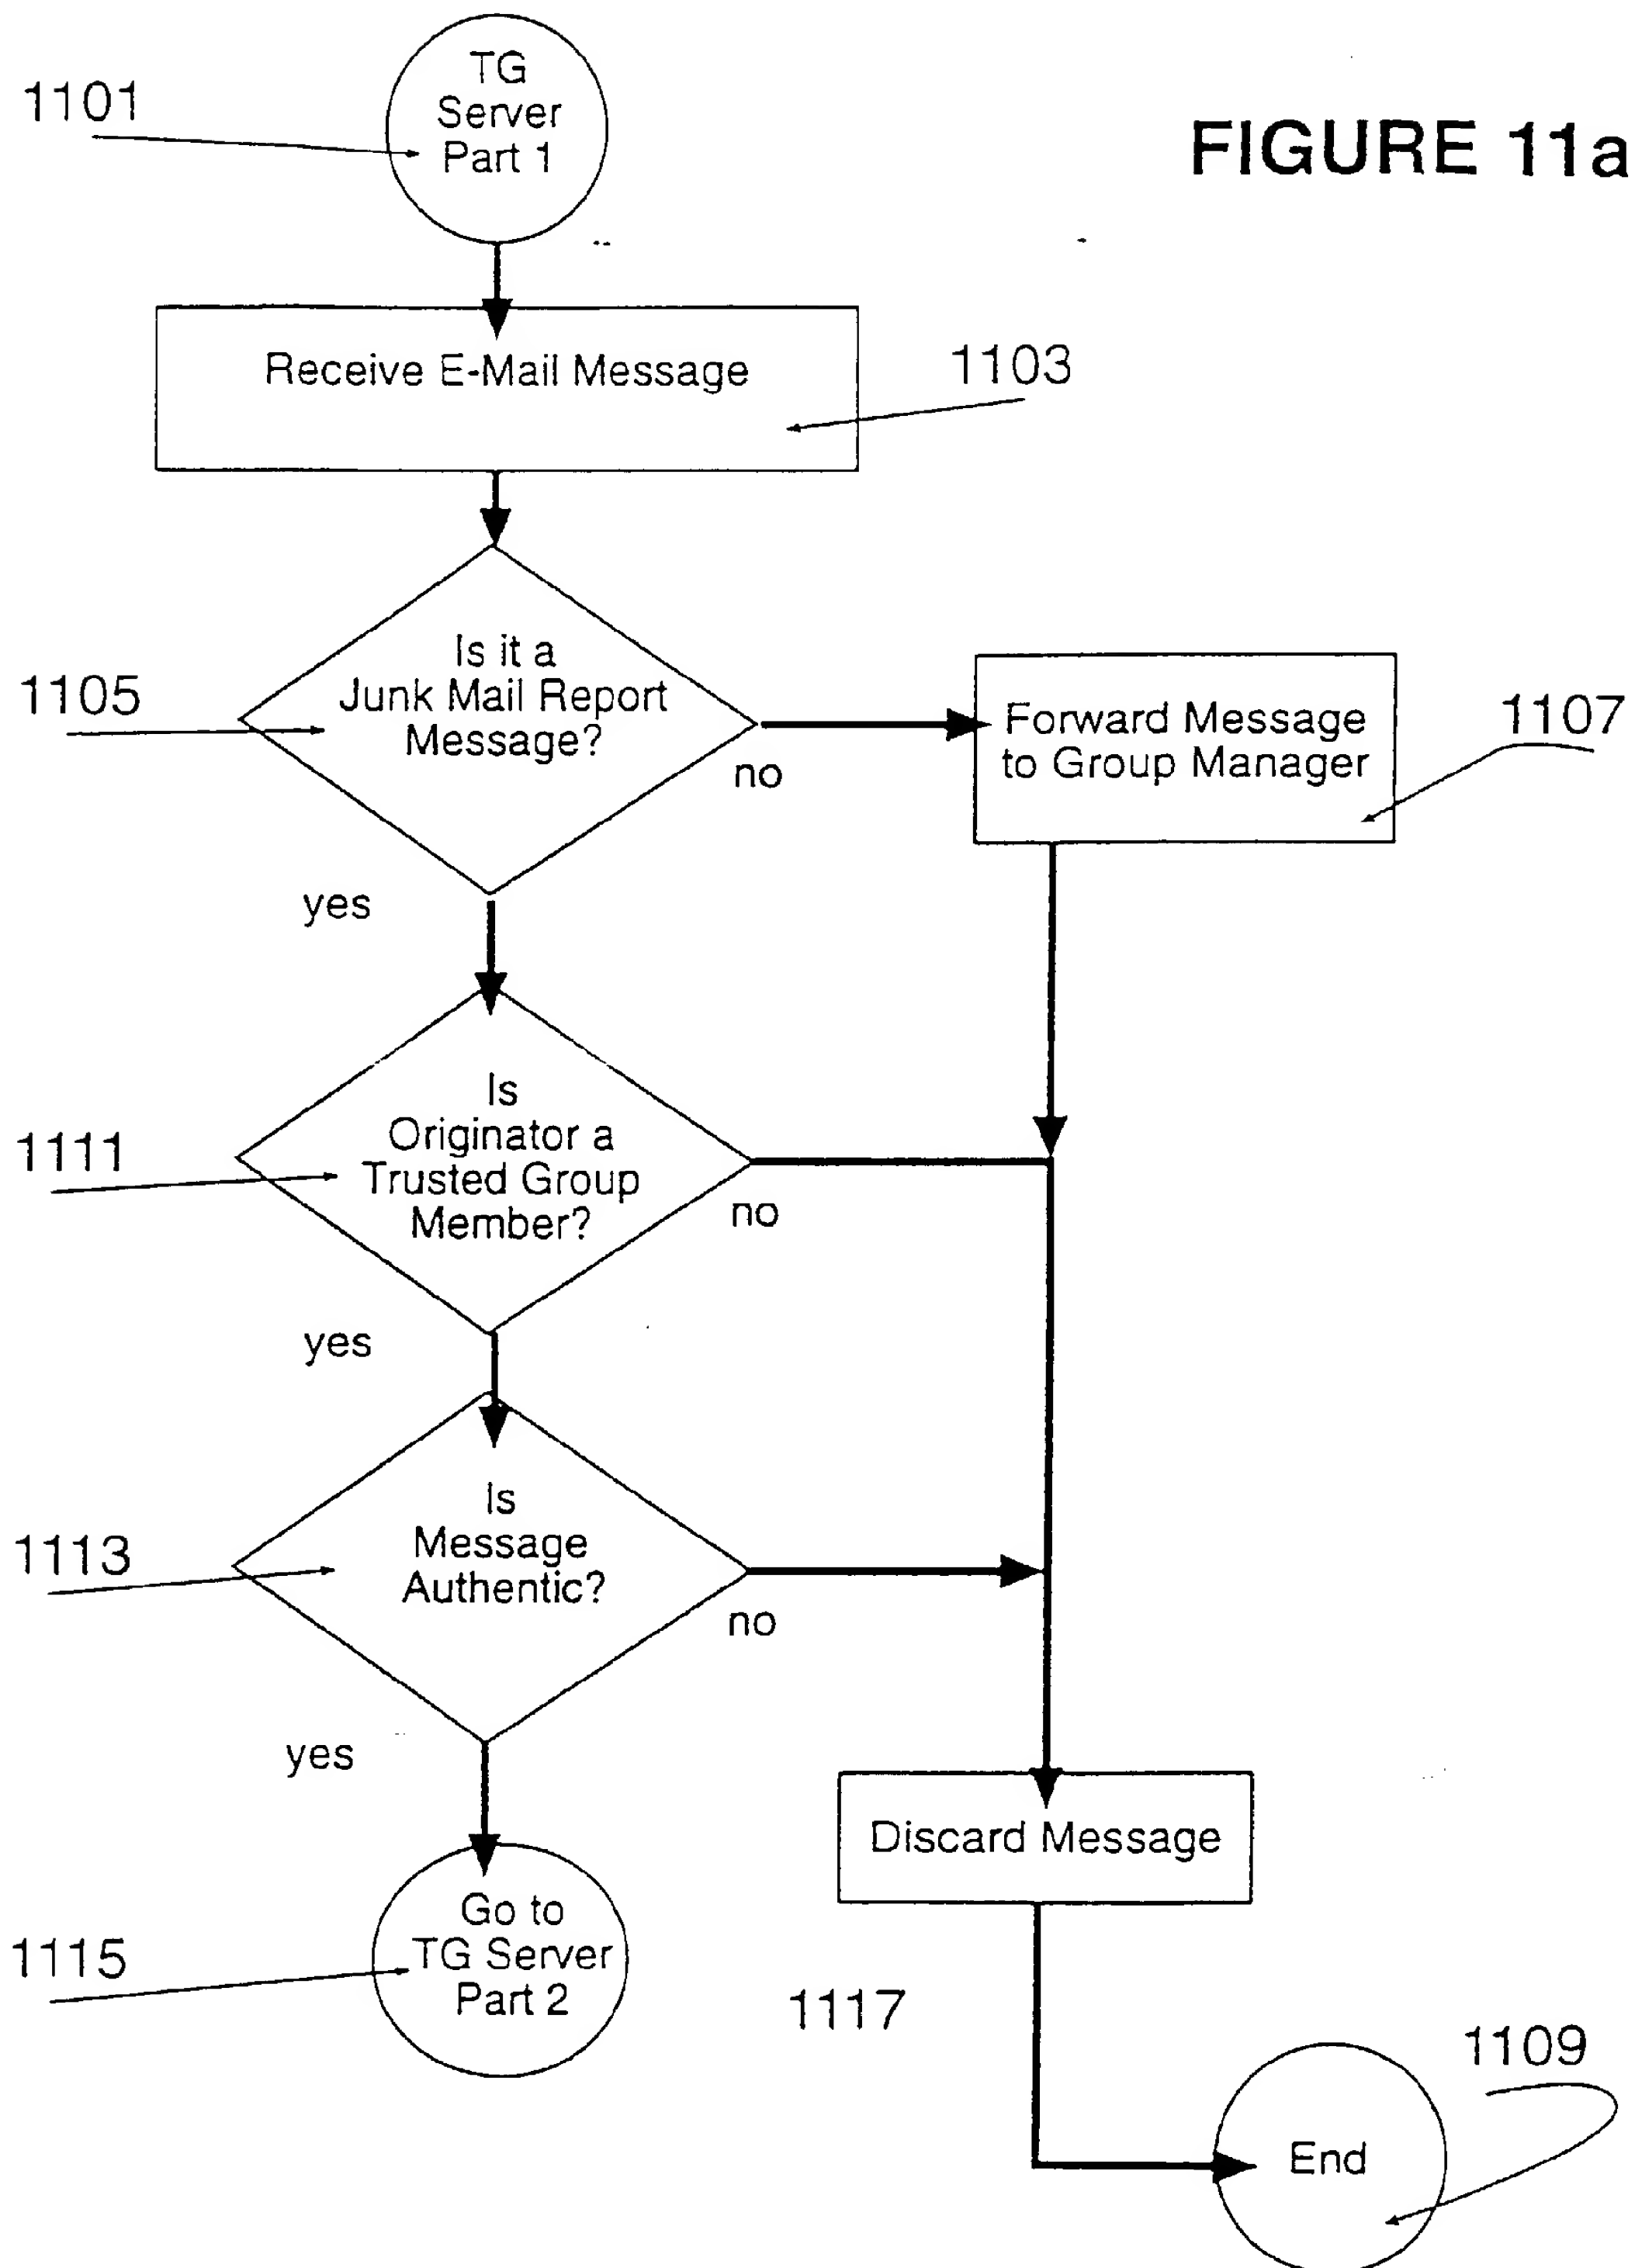 TG
Server
Part 1
1101
FIGURE 11a
Receive E-Mail Message
1103
Is it a
Junk Mail Report
Message?
1105
no
Forward Message
to Group Manager
1107
yes
Is
Originator a
Trusted Group
Member?
1111
no
yes
Is
Message
Authentic?
1113
no
yes
Discard Message
Go to
TG Server
Part 2
1115
1117
1109
End